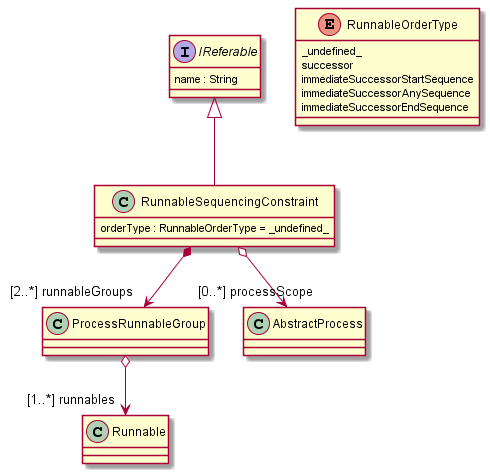 I IReferable
name : String
E RunnableOrderType
_undefined_
successor
immediateSuccessorStartSequence
immediateSuccessorAnySequence
immediateSuccessorEndSequence
C RunnableSequencingConstraint
orderType : RunnableOrderType = _undefined_
[2..*] runnableGroups
[0..*] processScope
C ProcessRunnableGroup
C AbstractProcess
[1..*] runnables
C Runnable